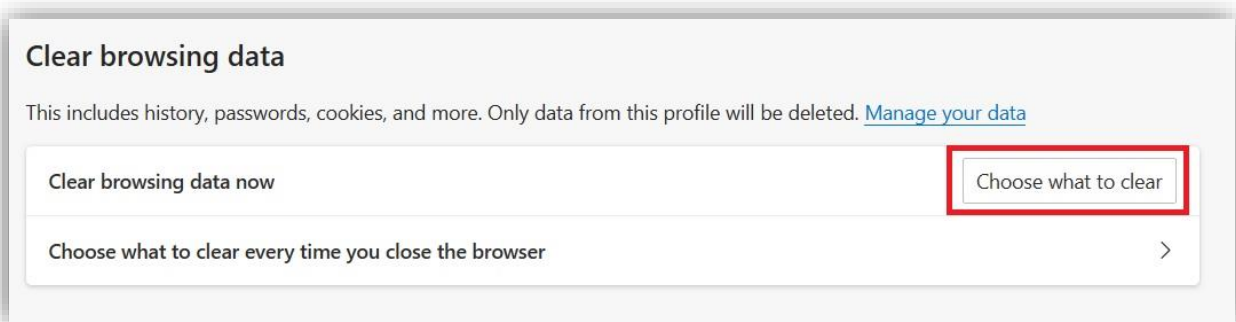 Clear browsing data
This includes history, passwords, cookies, and more. Only data from this profile will be deleted. Manage your data
Clear browsing data now
Choose what to clear
Choose what to clear every time you close the browser